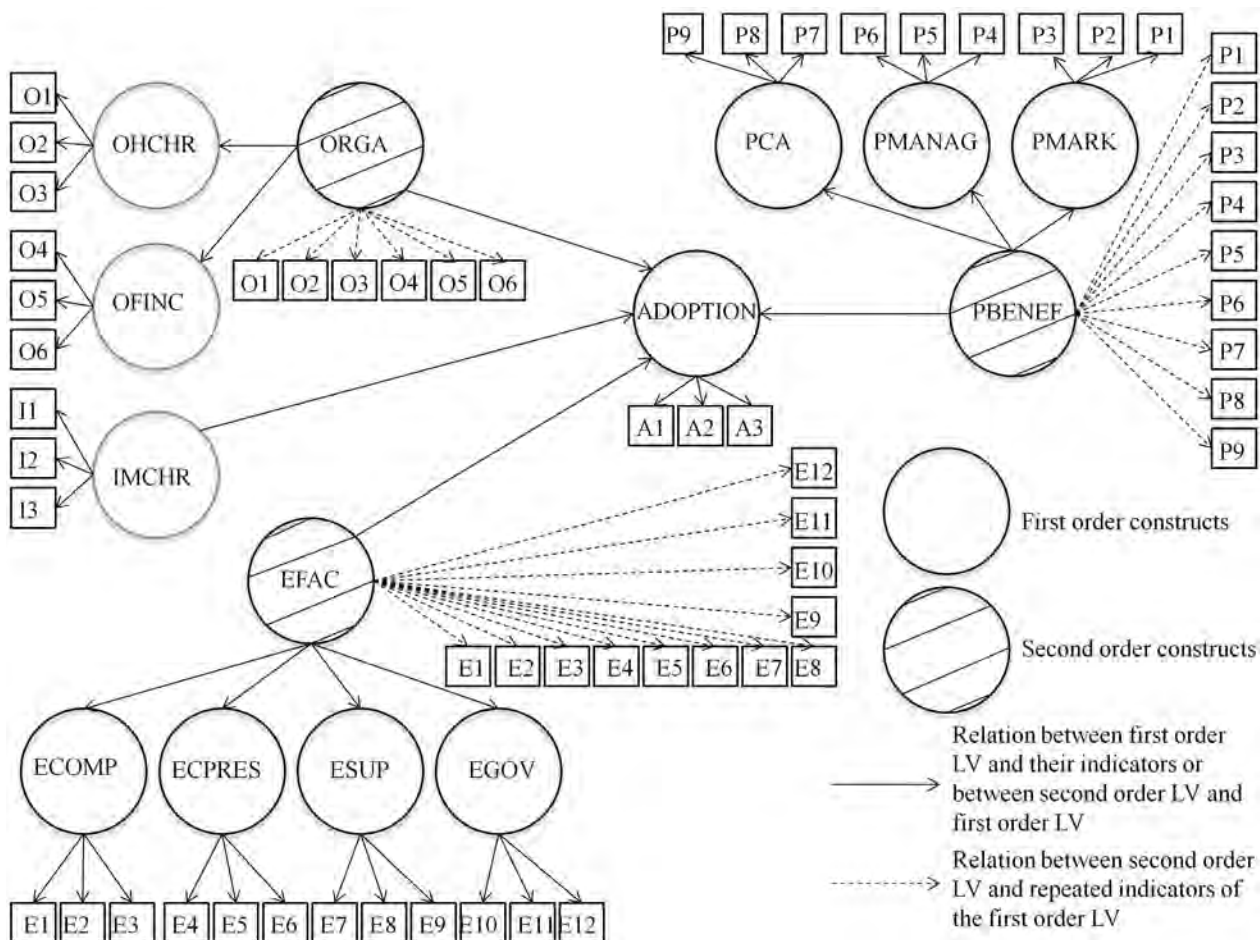 P9 P8 P7 P6 P5 P4 P3 P2 P1
P1
P2
P3
P4
P5
P6
P7
P8
P9
O1
O2
O3
OHCHR
ORGA
PCA
PMANAG
PMARK
O4
O5
O6
OFINC
O1 O2 O3 O4 O5 O6
ADOPTION
PBENEF
A1 A2 A3
I1
I2
I3
IMCHR
E12
E11
E10
E9
EFAC
E1 E2 E3 E4 E5 E6 E7 E8
First order constructs
Second order constructs
ECOMP
ECPRES
ESUP
EGOV
E1 E2 E3 E4 E5 E6 E7 E8 E9 E10 E11 E12
Relation between first order
LV and their indicators or
between second order LV and
first order LV
Relation between second order
LV and repeated indicators of
the first order LV